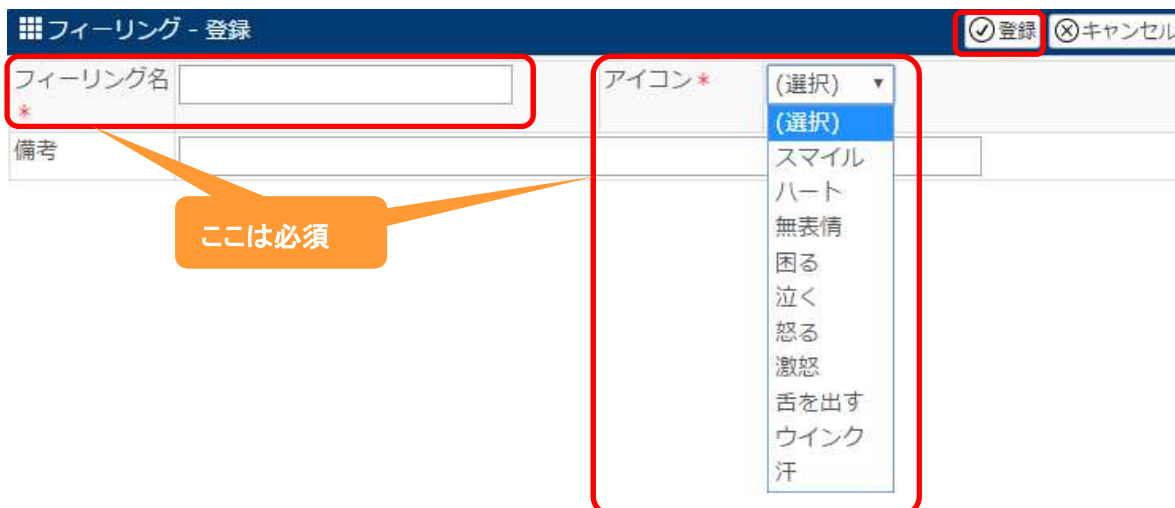 フィーリング - 登録
登録
キャンセル
フィーリング名
*
アイコン*
(選択)
(選択)
スマイル
ハート
無表情
困る
泣く
怒る
激怒
舌を出す
ウインク
汗
備考
ここは必須